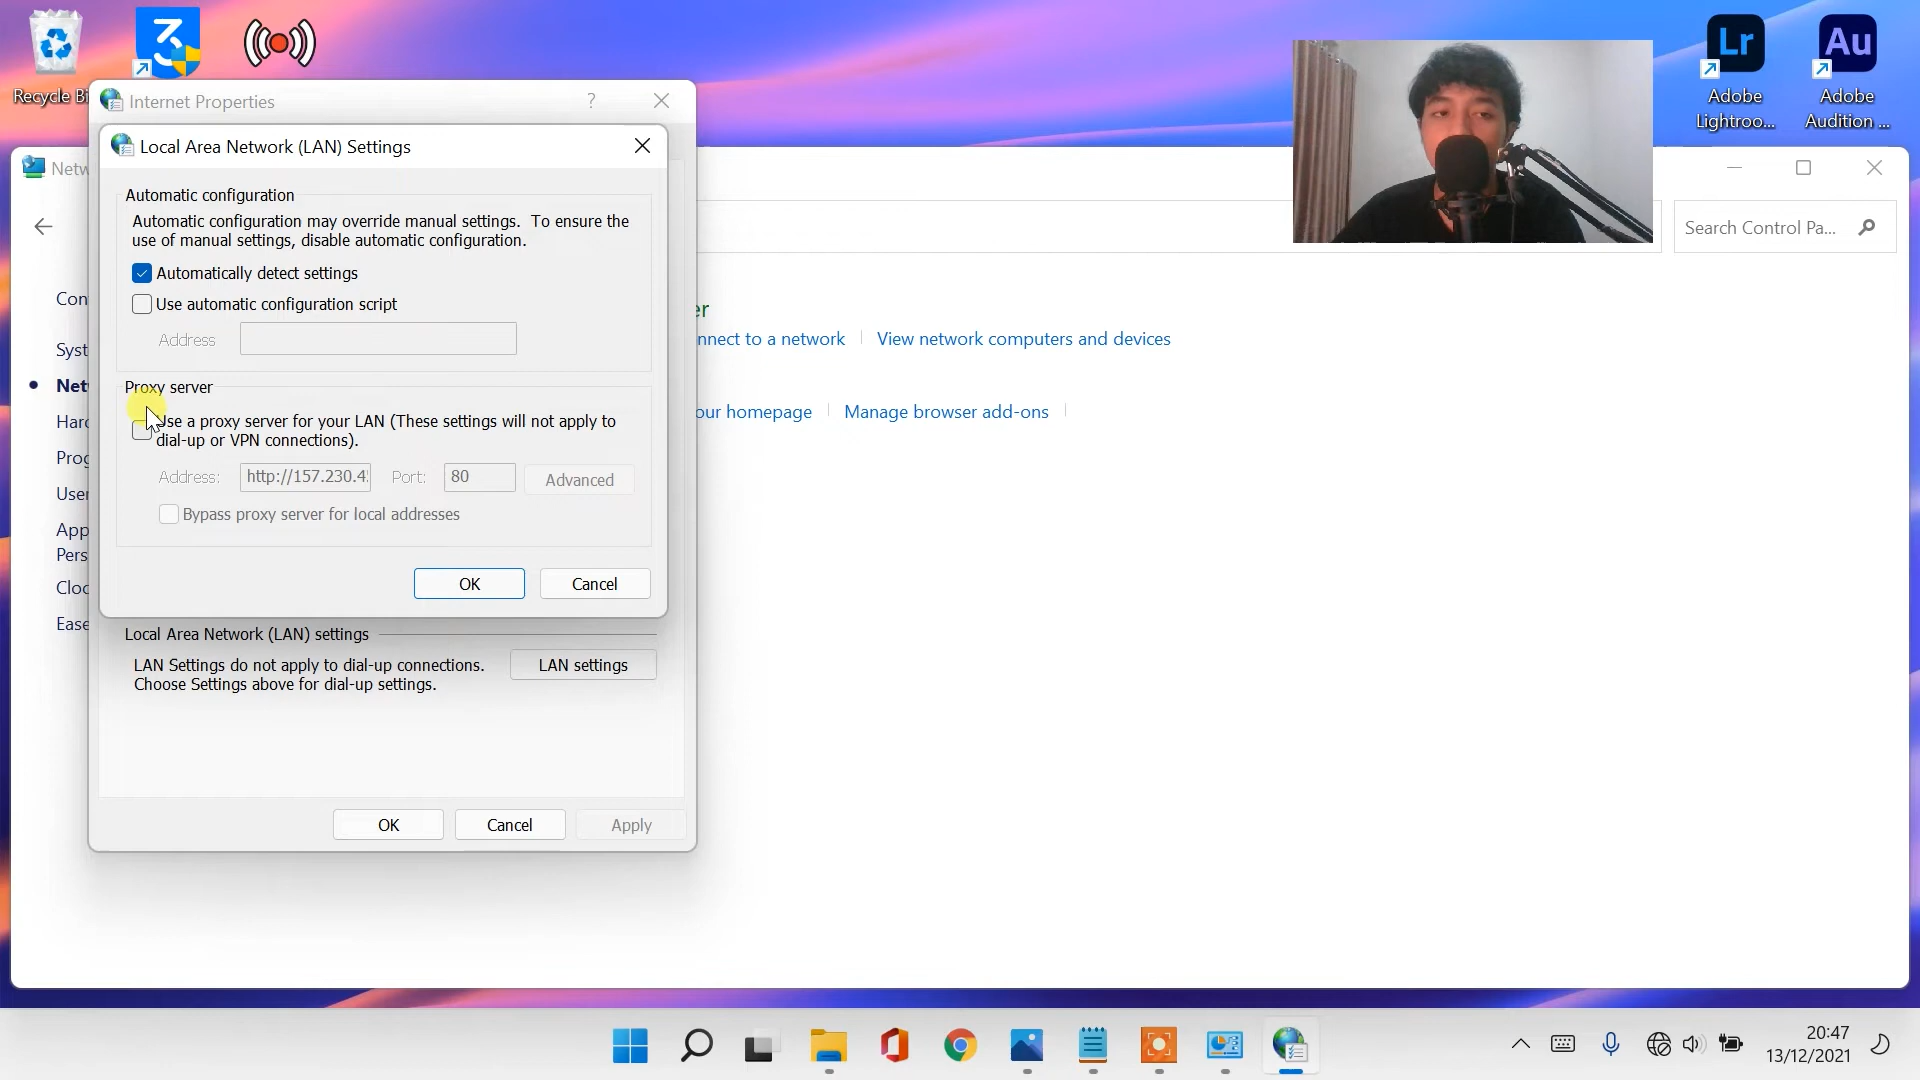 Recycle
3
Lr
Au
Adobe
Lightroo...
Adobe
Audition ...
Internet Properties
?
Local Area Network (LAN) Settings
Automatic configuration
Automatic configuration may override manual settings. To ensure the
use of manual settings, disable automatic configuration.
Automatically detect settings
Use automatic configuration script
Address
Proxy server
Use a proxy server for your LAN (These settings will not apply to
dial-up or VPN connections).
Address: http://157.230.4 Port: 80 Advanced
Bypass proxy server for local addresses
OK Cancel
Local Area Network (LAN) settings
LAN Settings do not apply to dial-up connections.
Choose Settings above for dial-up settings.
LAN settings
OK Cancel Apply
Search Control Pa...
nnect to a network View network computers and devices
our homepage Manage browser add-ons
Netw
Con
Syst
Net
Hard
Prog
User
App
Pers
Cloc
Ease
20:47
13/12/2021